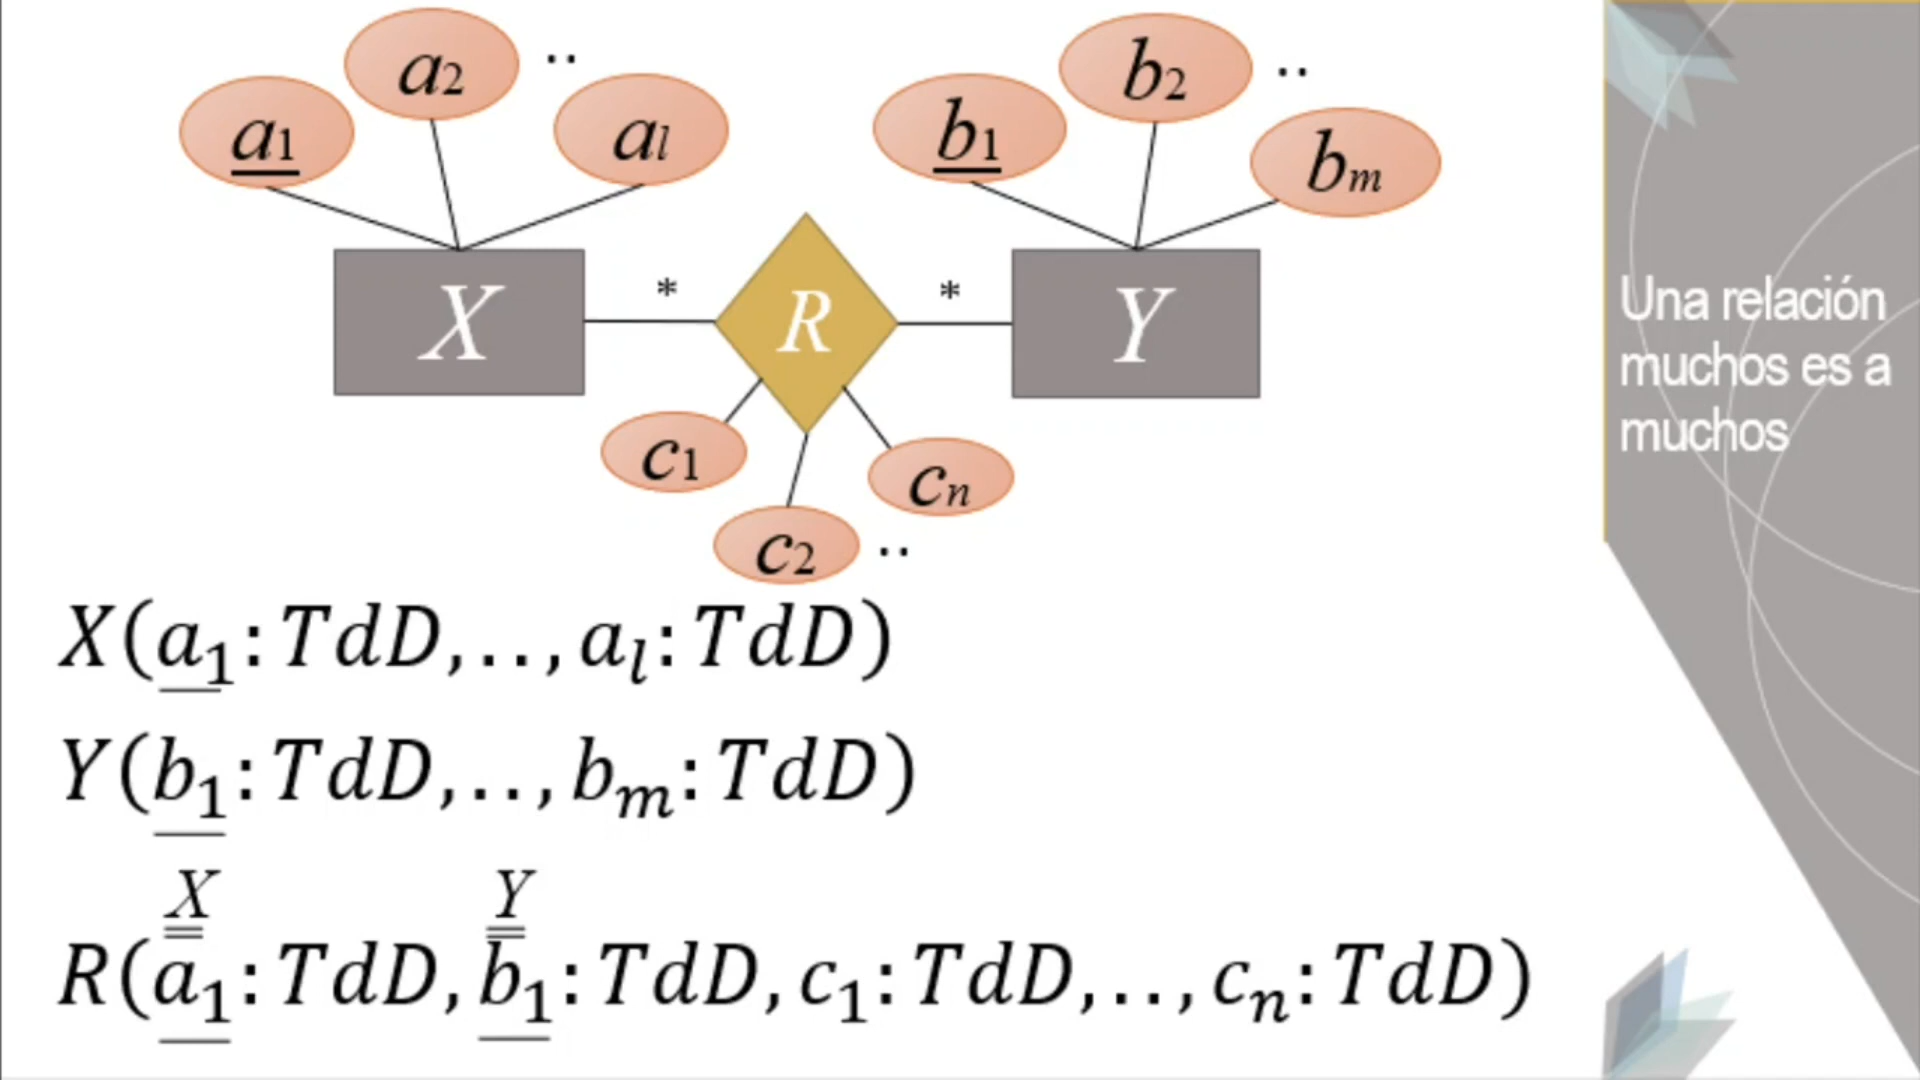 a2 ..
a1
al
b2 ..
b1
bm
X * R * Y
c1
cn
c2 ..
Una relación
muchos es a
muchos
X(a1: TdD,..,al: TdD)
Y(b1: TdD,..,bm: TdD)
X Y
R(a1: TdD, b1: TdD, c1: TdD,..,cn: TdD)